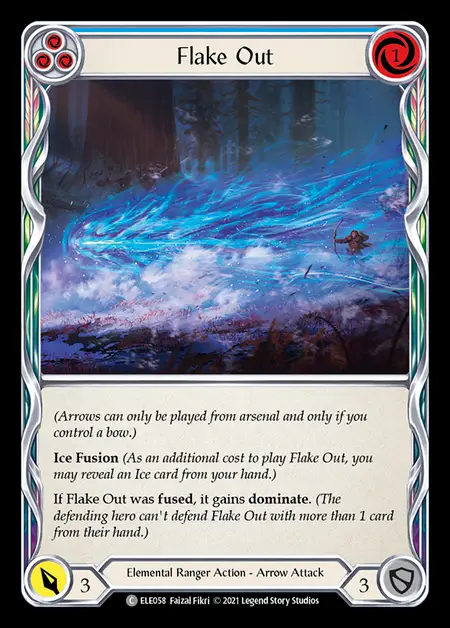 Flake Out
1
(Arrows can only be played from arsenal and only if you
control a bow.)
Ice Fusion (As an additional cost to play Flake Out, you
may reveal an Ice card from your hand.)
If Flake Out was fused, it gains dominate. (The
defending hero can't defend Flake Out with more than 1 card
from their hand.)
3
Elemental Ranger Action - Arrow Attack
3
C ELE058 Faizal Fikri © 2021 Legend Story Studios